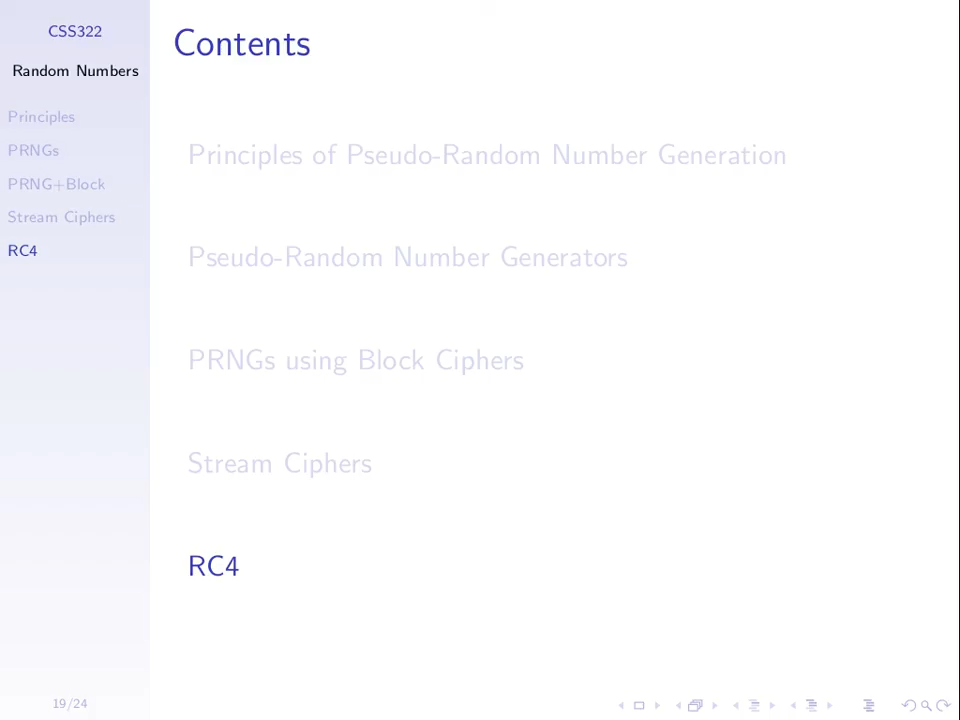 CSS322
Random Numbers
Principles
PRNGs
PRNG+Block
Stream Ciphers
RC4
Contents
Principles of Pseudo-Random Number Generation
Pseudo-Random Number Generators
PRNGs using Block Ciphers
Stream Ciphers
RC4
19/24